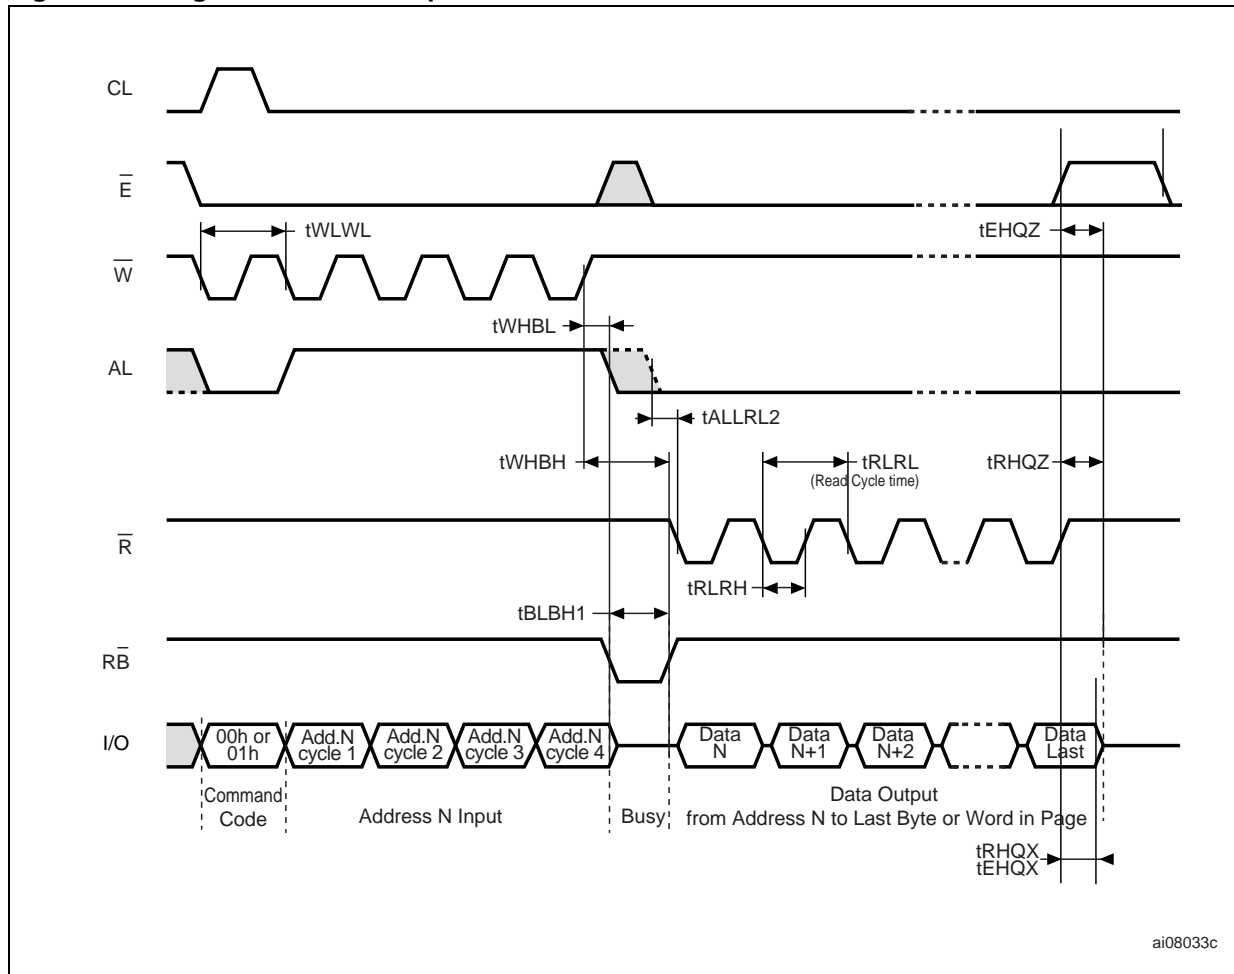 CL
E
tWLWL
tEHQZ
W
tWHBL
AL
tALLRL2
tWHBH
tRLRL
(Read Cycle time)
tRHQZ
R
tRLRH
tBLBH1
RB
I/O
00h or
01h
Add.N
cycle 1
Add.N
cycle 2
Add.N
cycle 3
Add.N
cycle 4
Data
N
Data
N+1
Data
N+2
Data
Last
Command
Code
Address N Input
Busy
Data Output
from Address N to Last Byte or Word in Page
tRHQX
tEHQX
ai08033c